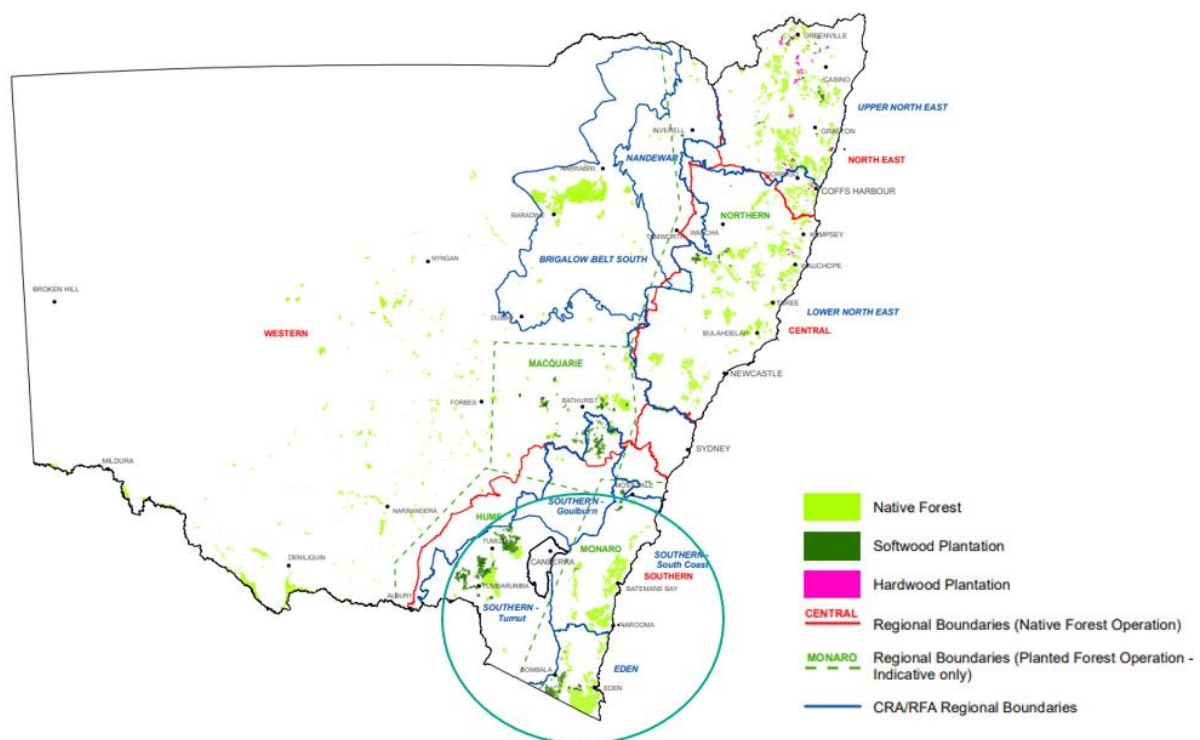 URBENVILLE
CASINO
UPPER NORTH EAST
GRAFTON
INVERELL
NANDEWAR
NORTH EAST
NARRABRI
COFFS HARBOUR
BARADINE
NORTHERN
TAMWORTH
WALCHA
KEMPSEY
NYNGAN
BRIGALOW BELT SOUTH
WAUCHOPE
BROKEN HILL
TAREE
LOWER NORTH EAST
DUBBO
WESTERN
BULAHDELAH
CENTRAL
MACQUARIE
NEWCASTLE
FORBES
BATHURST
SYDNEY
MILDURA
MOSS VALE
SOUTHERN -
Goulburn
NARRANDERA
HUME
TUMUT
MONARO
CANBERRA
SOUTHERN -
South Coast
SOUTHERN
DENILIQUIN
TUMBARUMBA
BATEMANS BAY
ALBURY
SOUTHERN -
Tumut
NAROOMA
BOMBALA
EDEN
EDEN
Native Forest
Softwood Plantation
Hardwood Plantation
CENTRAL
Regional Boundaries (Native Forest Operation)
MONARO
Regional Boundaries (Planted Forest Operation -
Indicative only)
CRA/RFA Regional Boundaries